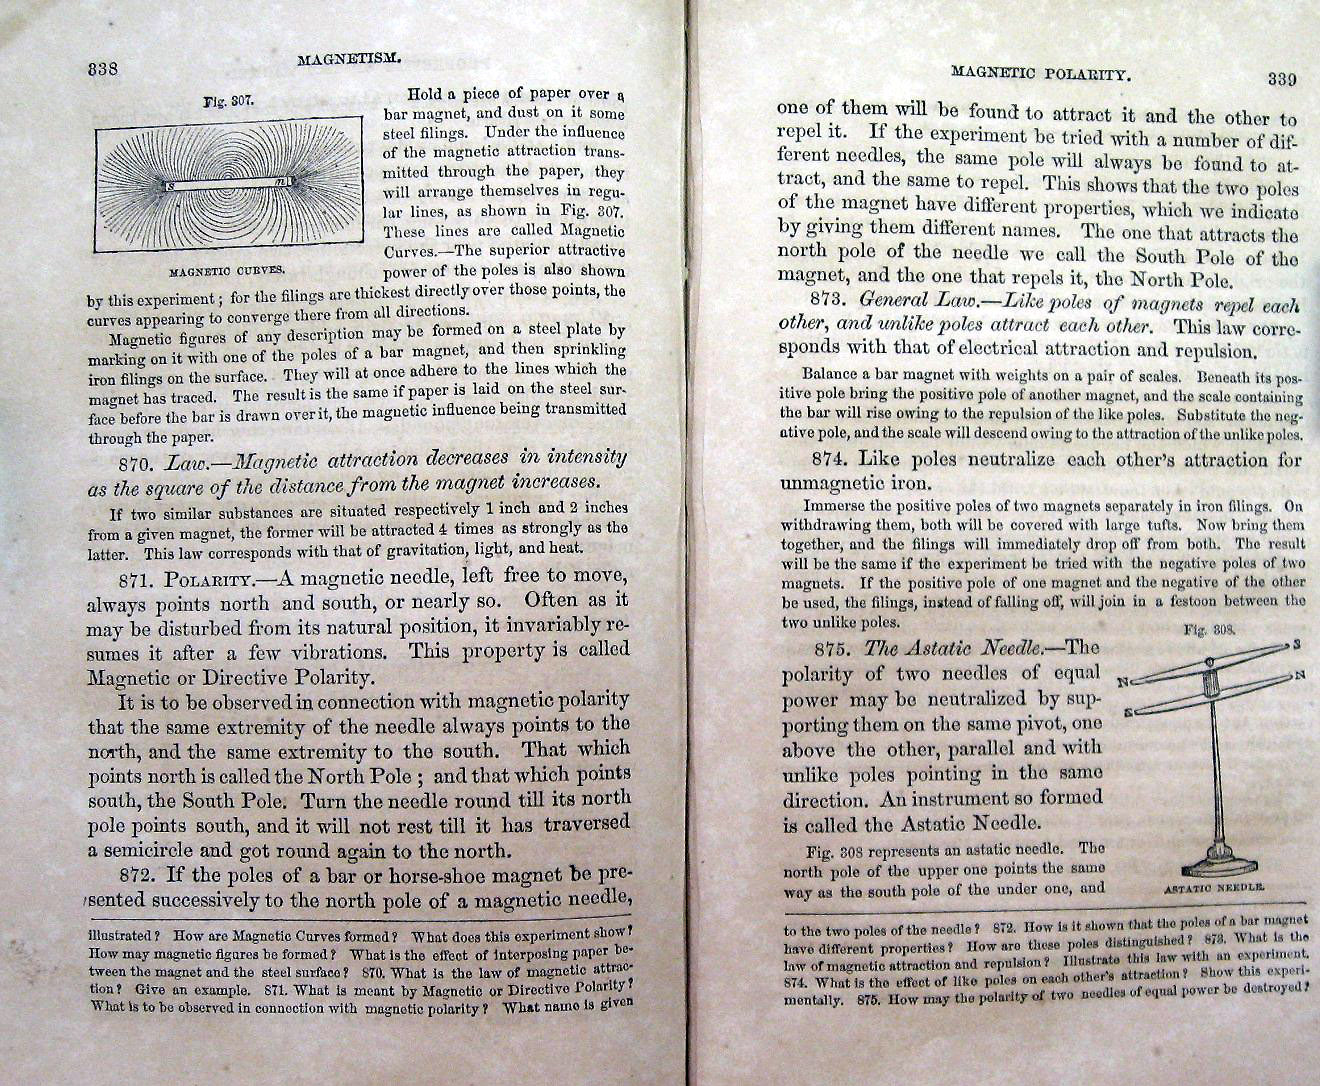 338
MAGNETISM.
Fig. 307.
s
n
MAGNETIC CURVES.
Hold a piece of paper over a
bar magnet, and dust on it some
steel filings. Under the influence
of the magnetic attraction trans-
mitted through the paper, they
will arrange themselves in regu-
lar lines, as shown in Fig. 307.
These lines are called Magnetic
Curves.—The superior attractive
power of the poles is also shown
by this experiment; for the filings are thickest directly over those points, the
curves appearing to converge there from all directions.
Magnetic figures of any description may be formed on a steel plate by
marking on it with one of the poles of a bar magnet, and then sprinkling
iron filings on the surface. They will at once adhere to the lines which the
magnet has traced. The result is the same if paper is laid on the steel sur-
face before the bar is drawn over it, the magnetic influence being transmitted
through the paper.
870. Law.—Magnetic attraction decreases in intensity
as the square of the distance from the magnet increases.
If two similar substances are situated respectively 1 inch and 2 inches
from a given magnet, the former will be attracted 4 times as strongly as the
latter. This law corresponds with that of gravitation, light, and heat.
871. POLARITY.—A magnetic needle, left free to move,
always points north and south, or nearly so. Often as it
may be disturbed from its natural position, it invariably re-
sumes it after a few vibrations. This property is called
Magnetic or Directive Polarity.
It is to be observed in connection with magnetic polarity
that the same extremity of the needle always points to the
north, and the same extremity to the south. That which
points north is called the North Pole; and that which points
south, the South Pole. Turn the needle round till its north
pole points south, and it will not rest till it has traversed
a semicircle and got round again to the north.
872. If the poles of a bar or horse-shoe magnet be pre-
sented successively to the north pole of a magnetic needle,
illustrated? How are Magnetic Curves formed? What does this experiment show?
How may magnetic figures be formed? What is the effect of interposing paper be-
tween the magnet and the steel surface? 870. What is the law of magnetic attrac-
tion? Give an example. 871. What is meant by Magnetic or Directive Polarity?
What is to be observed in connection with magnetic polarity? What name is given
MAGNETIC POLARITY.
339
one of them will be found to attract it and the other to
repel it. If the experiment be tried with a number of dif-
ferent needles, the same pole will always be found to at-
tract, and the same to repel. This shows that the two poles
of the magnet have different properties, which we indicate
by giving them different names. The one that attracts the
north pole of the needle we call the South Pole of the
magnet, and the one that repels it, the North Pole.
873. General Law.—Like poles of magnets repel each
other, and unlike poles attract each other. This law corre-
sponds with that of electrical attraction and repulsion.
Balance a bar magnet with weights on a pair of scales. Beneath its pos-
itive pole bring the positive pole of another magnet, and the scale containing
the bar will rise owing to the repulsion of the like poles. Substitute the neg-
ative pole, and the scale will descend owing to the attraction of the unlike poles.
874. Like poles neutralize each other's attraction for
unmagnetic iron.
Immerse the positive poles of two magnets separately in iron filings. On
withdrawing them, both will be covered with large tufts. Now bring them
together, and the filings will immediately drop off from both. The result
will be the same if the experiment be tried with the negative poles of two
magnets. If the positive pole of one magnet and the negative of the other
be used, the filings, instead of falling off, will join in a festoon between the
two unlike poles.
875. The Astatic Needle.—The
polarity of two needles of equal
power may be neutralized by sup-
porting them on the same pivot, one
above the other, parallel and with
unlike poles pointing in the same
direction. An instrument so formed
is called the Astatic Needle.
Fig. 308 represents an astatic needle. The
north pole of the upper one points the same
way as the south pole of the under one, and
Fig. 308.
S
N
N
S
ASTATIC NEEDLE.
to the two poles of the needle? 872. How is it shown that the poles of a bar magnet
have different properties? How are these poles distinguished? 873. What is the
law of magnetic attraction and repulsion? Illustrate this law with an experiment.
874. What is the effect of like poles on each other's attraction? Show this experi-
mentally. 875. How may the polarity of two needles of equal power be destroyed?